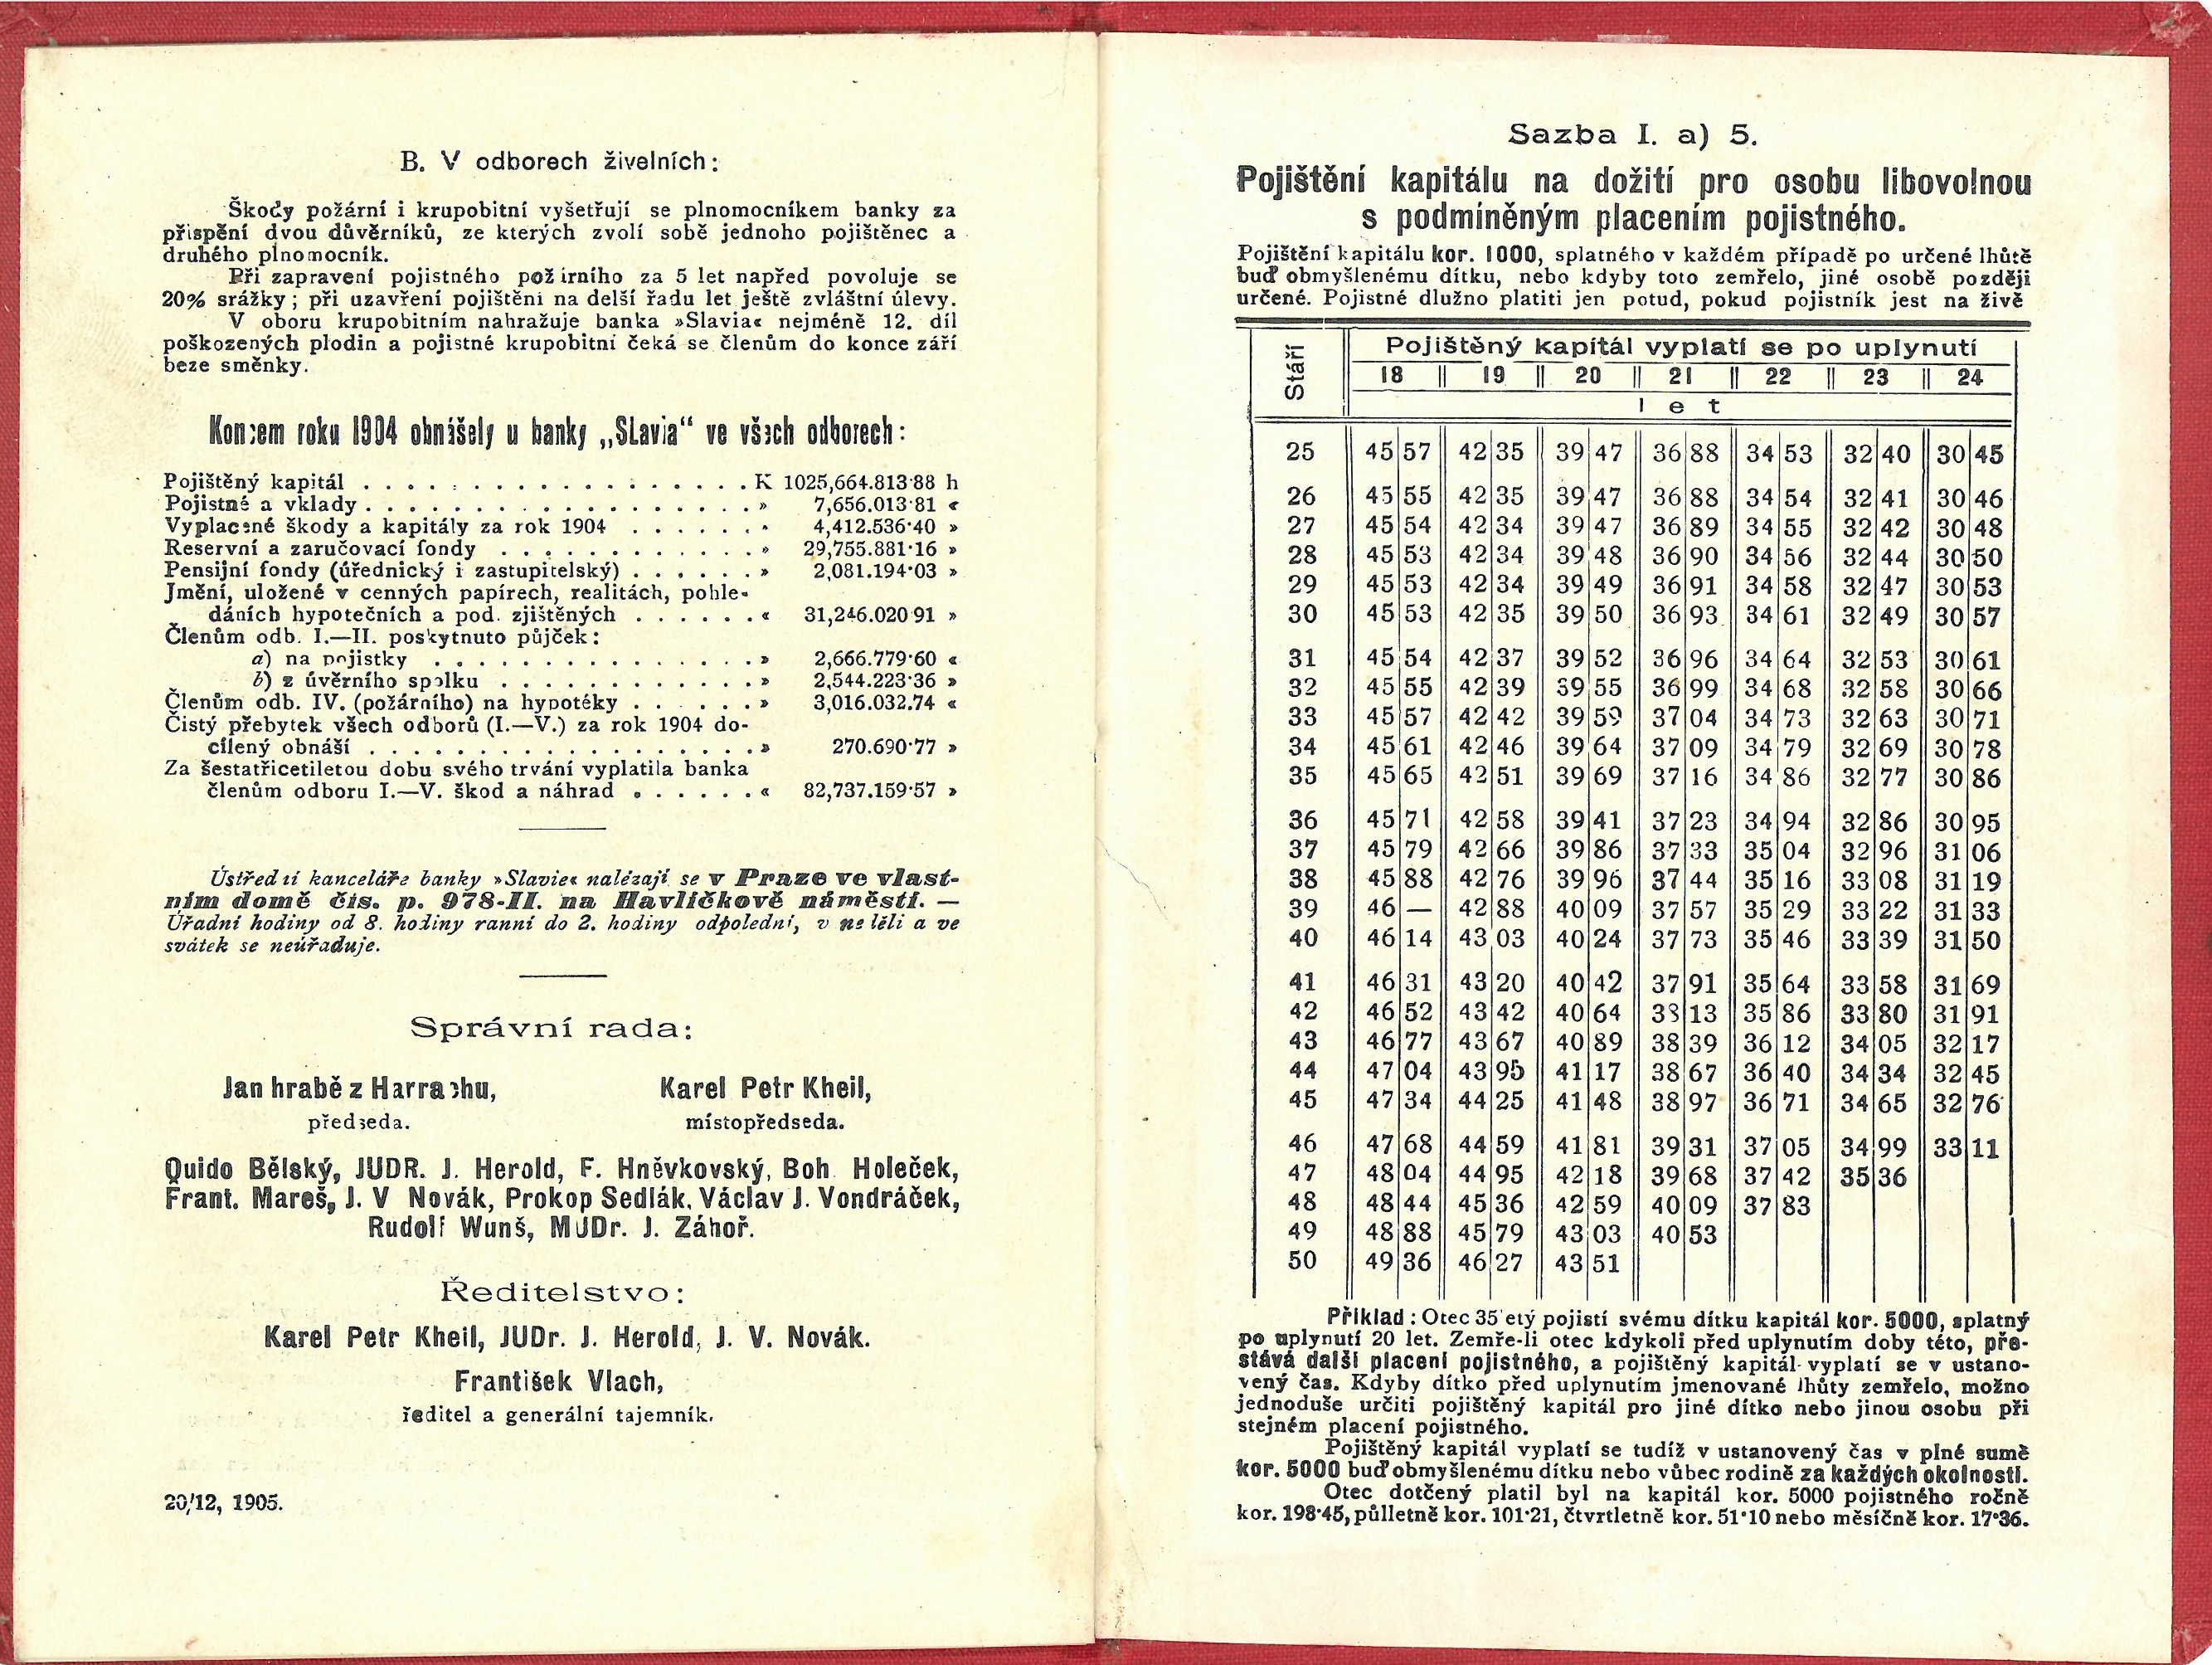 B. V odborech živelních:
Škody požární i krupobitní vyšetřují se plnomocníkem banky za
přispění dvou důvěrníků, ze kterých zvolí sobě jednoho pojištěnec a
druhého plnomocník.
Při zapravení pojistného požárního za 5 let napřed povoluje se
20% srážky; při uzavření pojištění na delší řadu let ještě zvláštní úlevy.
V oboru krupobitním nahražuje banka »Slavia« nejméně 12. díl
poškozených plodin a pojistné krupobitní čeká se členům do konce září
beze směnky.
Koncem roku 1904 obnášely u banky „SLavia“ ve všech odborech:
Pojištěný kapitál . . . . . . . . . . . . . . . . . K 1025,664.813·88 h
Pojistné a vklady . . . . . . . . . . . . . . . . . » 7,656.013·81 «
Vyplacené škody a kapitály za rok 1904 . . . . . . » 4,412.536·40 »
Reservní a zaručovací fondy . . . . . . . . . . . . » 29,755.881·16 »
Pensijní fondy (úřednický i zastupitelský) . . . . . . » 2,081.194·03 »
Jmění, uložené v cenných papírech, realitách, pohle-
dáních hypotečních a pod. zjištěných . . . . . . « 31,246.020 91 »
Členům odb. I.—II. poskytnuto půjček:
a) na pojistky . . . . . . . . . . . . . . . » 2,666.779·60 «
b) z úvěrního spolku . . . . . . . . . . . . » 2,544.223·36 »
Členům odb. IV. (požárního) na hypotéky . . . . . . » 3,016.032.74 «
Čistý přebytek všech odborů (I.—V.) za rok 1904 do-
cílený obnáší . . . . . . . . . . . . . . . . . » 270.690·77 »
Za šestatřicetiletou dobu svého trvání vyplatila banka
členům odboru I.—V. škod a náhrad . . . . . . « 82,737.159·57 »
Ústřední kanceláře banky »Slavie« nalézají se v Praze ve vlast-
ním domě čis. p. 978-II. na Havlíčkově náměstí. —
Úřadní hodiny od 8. hodiny ranní do 2. hodiny odpolední, v neděli a ve
svátek se neúřaduje.
Správní rada:
Jan hrabě z Harrachu, Karel Petr Kheil,
předseda. místopředseda.
Quido Bělský, JUDR. J. Herold, F. Hněvkovský, Boh. Holeček,
Frant. Mareš, J. V Novák, Prokop Sedlák, Václav J. Vondráček,
Rudolf Wunš, MUDr. J. Záhoř.
Ředitelstvo:
Karel Petr Kheil, JUDr. J. Herold, J. V. Novák.
František Vlach,
ředitel a generální tajemník.
20/12, 1905.
Sazba I. a) 5.
Pojištění kapitálu na dožití pro osobu libovolnou
s podmíněným placením pojistného.
Pojištění kapitálu kor. 1000, splatného v každém případě po určené lhůtě
buď obmyšlenému dítku, nebo kdyby toto zemřelo, jiné osobě později
určené. Pojistné dlužno platiti jen potud, pokud pojistník jest na živě
Stáří Pojištěný kapitál vyplatí se po uplynutí
18 19 20 21 22 23 24
let
25 45 57 42 35 39 47 36 88 34 53 32 40 30 45
26 45 55 42 35 39 47 36 88 34 54 32 41 30 46
27 45 54 42 34 39 47 36 89 34 55 32 42 30 48
28 45 53 42 34 39 48 36 90 34 56 32 44 30 50
29 45 53 42 34 39 49 36 91 34 58 32 47 30 53
30 45 53 42 35 39 50 36 93 34 61 32 49 30 57
31 45 54 42 37 39 52 36 96 34 64 32 53 30 61
32 45 55 42 39 39 55 36 99 34 68 32 58 30 66
33 45 57 42 42 39 59 37 04 34 73 32 63 30 71
34 45 61 42 46 39 64 37 09 34 79 32 69 30 78
35 45 65 42 51 39 69 37 16 34 86 32 77 30 86
36 45 71 42 58 39 41 37 23 34 94 32 86 30 95
37 45 79 42 66 39 86 37 33 35 04 32 96 31 06
38 45 88 42 76 39 96 37 44 35 16 33 08 31 19
39 46 — 42 88 40 09 37 57 35 29 33 22 31 33
40 46 14 43 03 40 24 37 73 35 46 33 39 31 50
41 46 31 43 20 40 42 37 91 35 64 33 58 31 69
42 46 52 43 42 40 64 38 13 35 86 33 80 31 91
43 46 77 43 67 40 89 38 39 36 12 34 05 32 17
44 47 04 43 95 41 17 38 67 36 40 34 34 32 45
45 47 34 44 25 41 48 38 97 36 71 34 65 32 76
46 47 68 44 59 41 81 39 31 37 05 34 99 33 11
47 48 04 44 95 42 18 39 68 37 42 35 36
48 48 44 45 36 42 59 40 09 37 83
49 48 88 45 79 43 03 40 53
50 49 36 46 27 43 51
Příklad: Otec 35'etý pojistí svému dítku kapitál kor. 5000, splatný
po uplynutí 20 let. Zemře-li otec kdykoli před uplynutím doby této, pře-
stává další placení pojistného, a pojištěný kapitál vyplatí se v ustano-
vený čas. Kdyby dítko před uplynutím jmenované lhůty zemřelo, možno
jednoduše určiti pojištěný kapitál pro jiné dítko nebo jinou osobu při
stejném placení pojistného.
Pojištěný kapitál vyplatí se tudíž v ustanovený čas v plné sumě
kor. 5000 buď obmyšlenému dítku nebo vůbec rodině za každých okolností.
Otec dotčený platil byl na kapitál kor. 5000 pojistného ročně
kor. 198·45, půlletně kor. 101·21, čtvrtletně kor. 51·10 nebo měsíčně kor. 17·36.